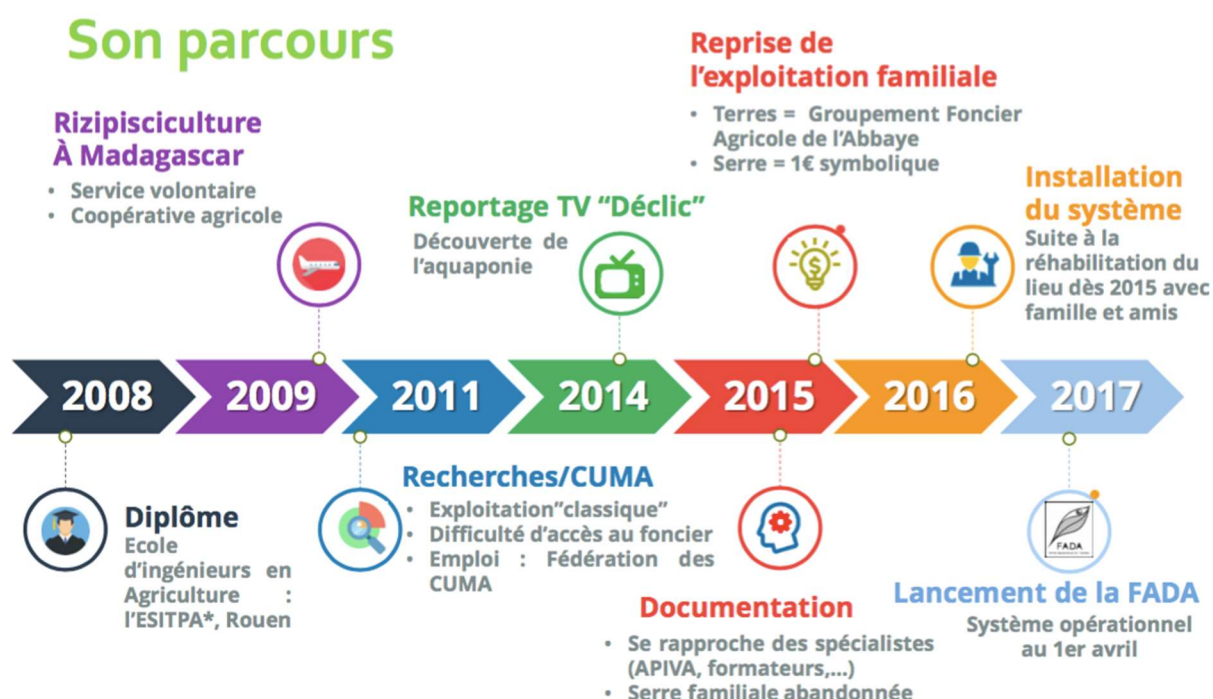 Son parcours
Rizipisciculture
À Madagascar
• Service volontaire
• Coopérative agricole
Reportage TV “Déclic”
Découverte de
l’aquaponie
Reprise de
l’exploitation familiale
• Terres = Groupement Foncier
Agricole de l’Abbaye
• Serre = 1€ symbolique
Installation
du système
Suite à la
réhabilitation du
lieu dès 2015 avec
famille et amis
2008
2009
2011
2014
2015
2016
2017
Diplôme
Ecole
d’ingénieurs en
Agriculture :
l’ESITPA*, Rouen
Recherches/CUMA
• Exploitation”classique”
• Difficulté d’accès au foncier
• Emploi : Fédération des
CUMA
Documentation
• Se rapproche des spécialistes
(APIVA, formateurs,...)
• Serre familiale abandonnée
FADA
Lancement de la FADA
Système opérationnel
au 1er avril